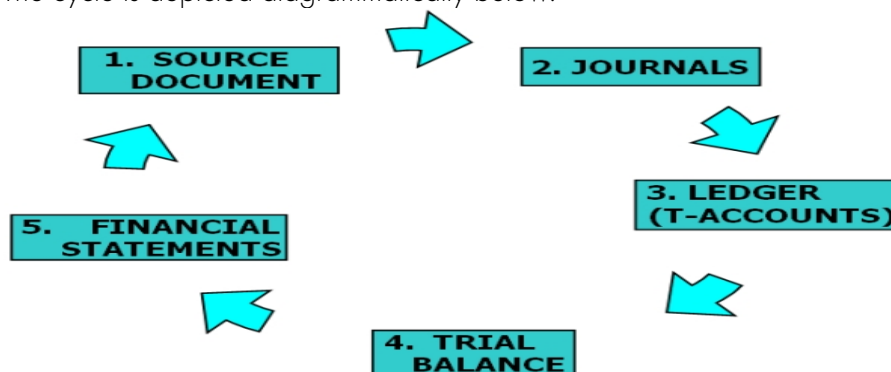 The cycle is depicted diagrammatically below:
1. SOURCE
DOCUMENT
2. JOURNALS
3. LEDGER
(T-ACCOUNTS)
5. FINANCIAL
STATEMENTS
4. TRIAL
BALANCE